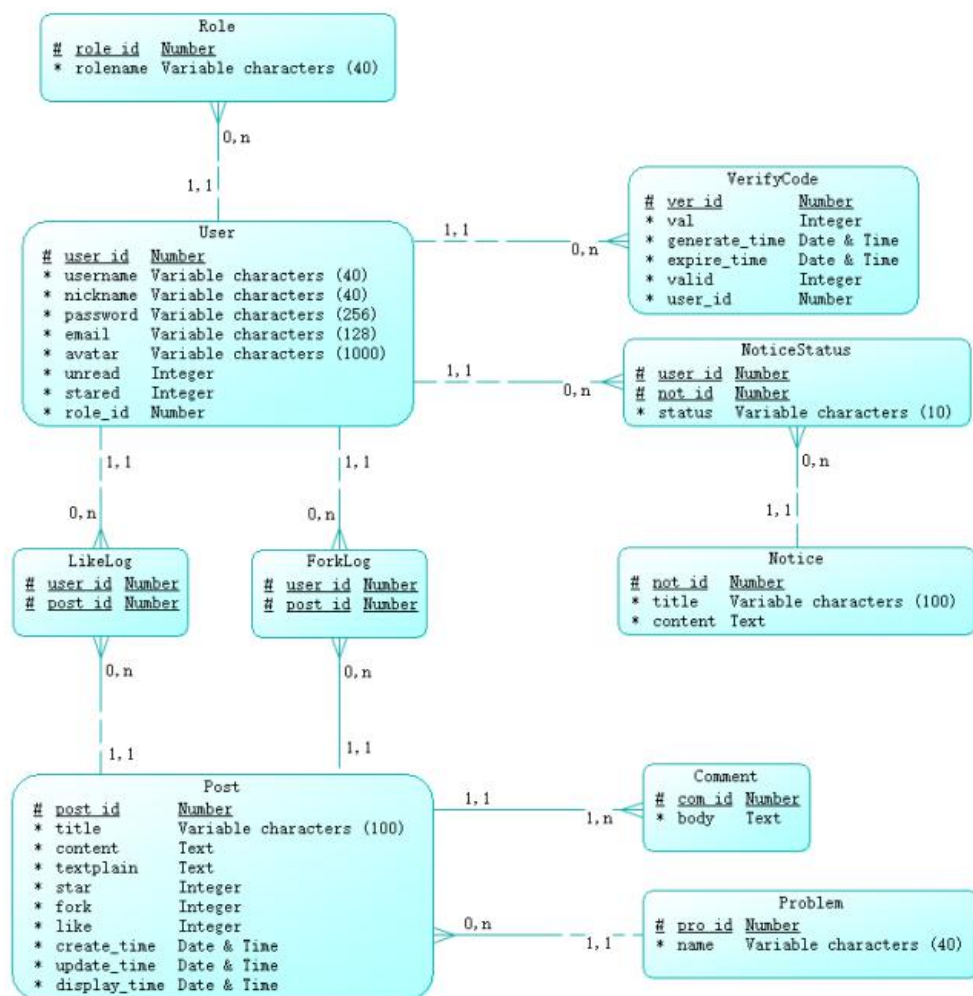 Role
# role_id Number
* rolename Variable characters (40)
0,n
1,1
User
# user_id Number
* username Variable characters (40)
* nickname Variable characters (40)
* password Variable characters (256)
* email Variable characters (128)
* avatar Variable characters (1000)
* unread Integer
* stared Integer
* role_id Number
1,1
0,n
VerifyCode
# ver_id Number
* val Integer
* generate_time Date & Time
* expire_time Date & Time
* valid Integer
* user_id Number
1,1
0,n
NoticeStatus
# user_id Number
# not_id Number
* status Variable characters (10)
0,n
1,1
Notice
# not_id Number
* title Variable characters (100)
* content Text
1,1
0,n
LikeLog
# user_id Number
# post_id Number
0,n
1,1
1,1
0,n
ForkLog
# user_id Number
# post_id Number
0,n
1,1
Post
# post_id Number
* title Variable characters (100)
* content Text
* textplain Text
* star Integer
* fork Integer
* like Integer
* create_time Date & Time
* update_time Date & Time
* display_time Date & Time
1,1
1,n
Comment
# com_id Number
* body Text
0,n
1,1
Problem
# pro_id Number
* name Variable characters (40)